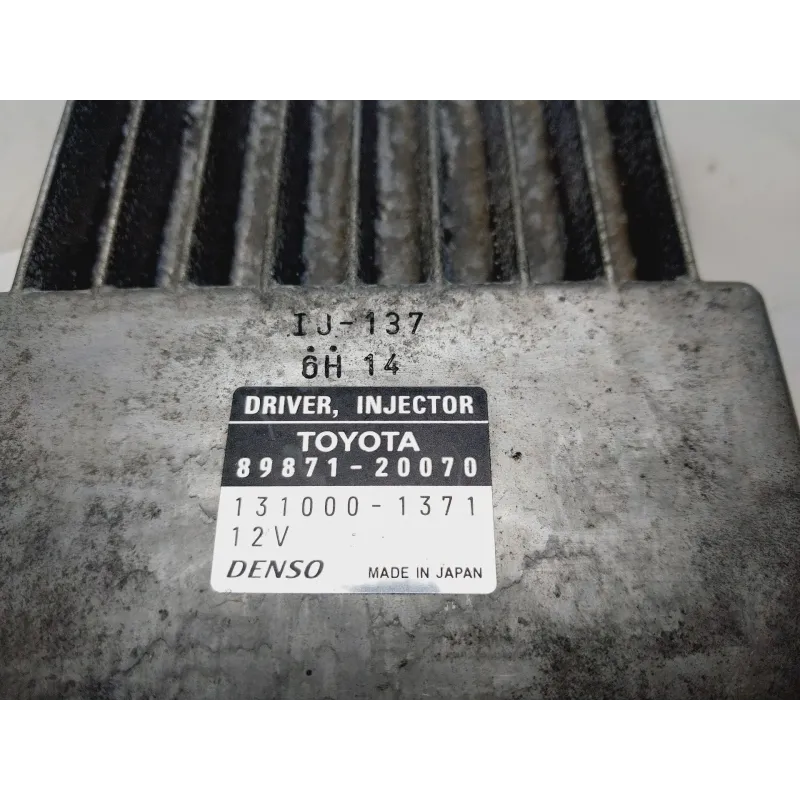 IJ-137
6H 14
DRIVER, INJECTOR
TOYOTA
89871-20070
131000-1371
12V
DENSO MADE IN JAPAN